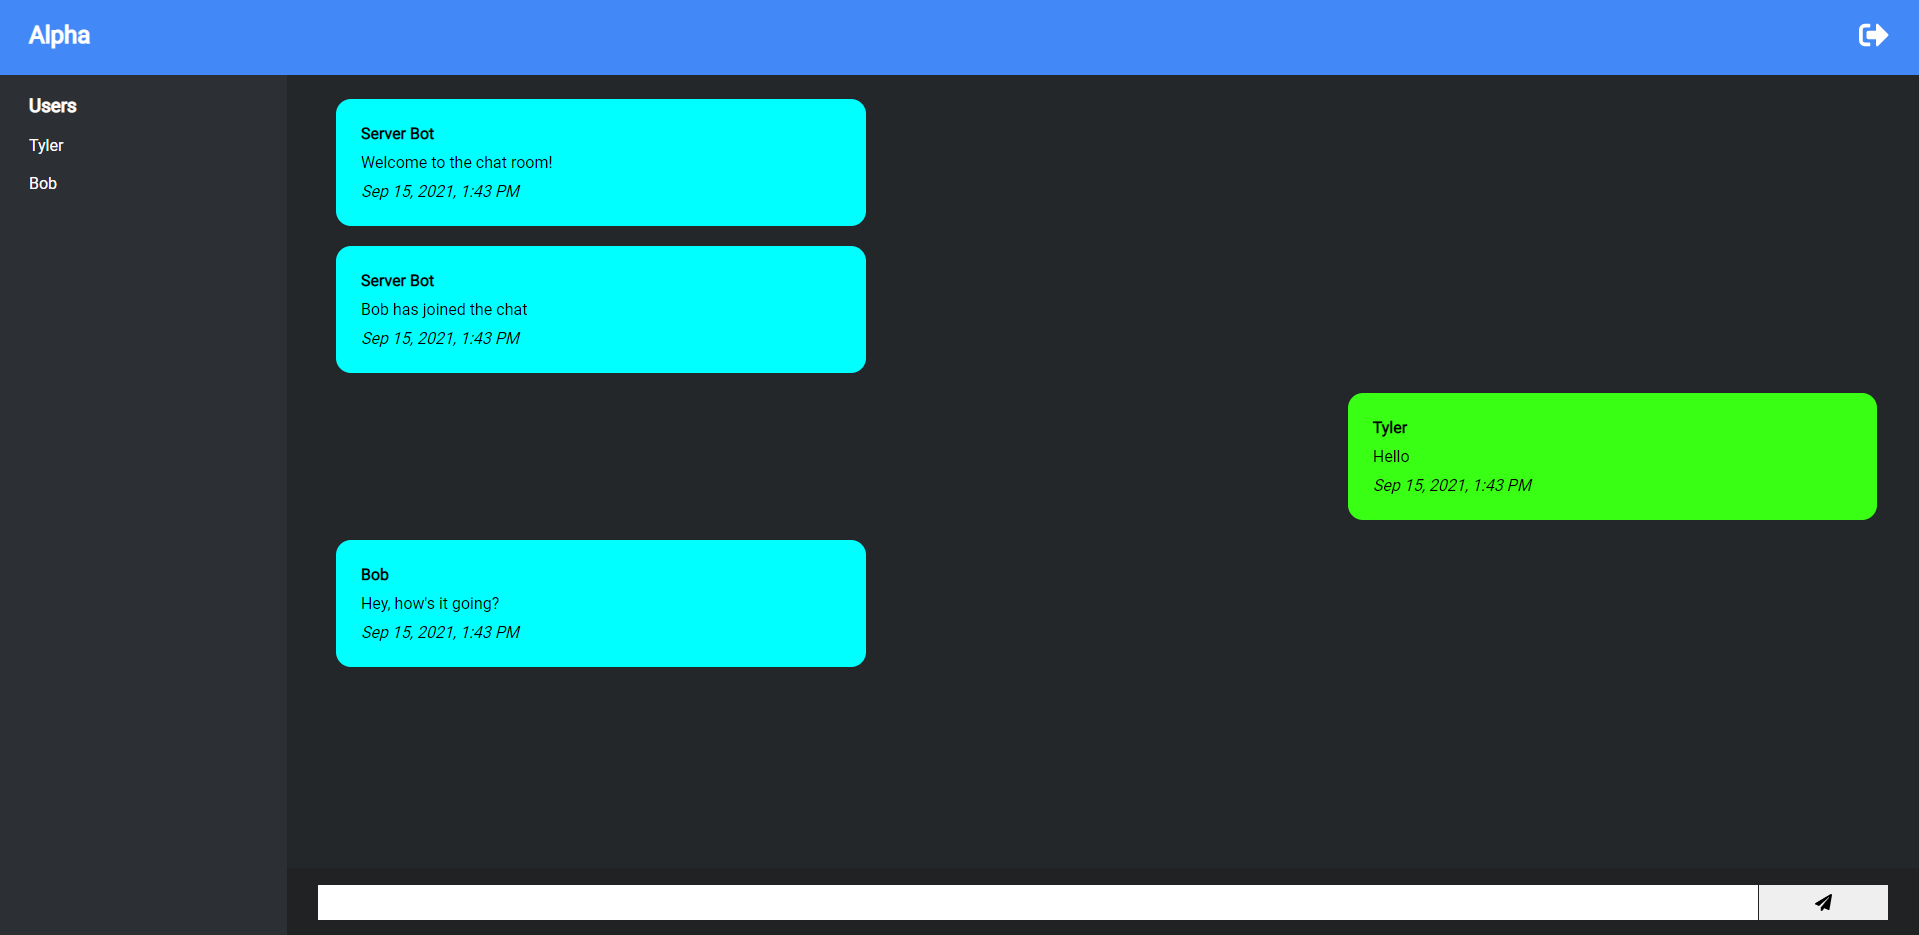 Alpha
Users
Tyler
Bob
Server Bot
Welcome to the chat room!
Sep 15, 2021, 1:43 PM
Server Bot
Bob has joined the chat
Sep 15, 2021, 1:43 PM
Tyler
Hello
Sep 15, 2021, 1:43 PM
Bob
Hey, how's it going?
Sep 15, 2021, 1:43 PM